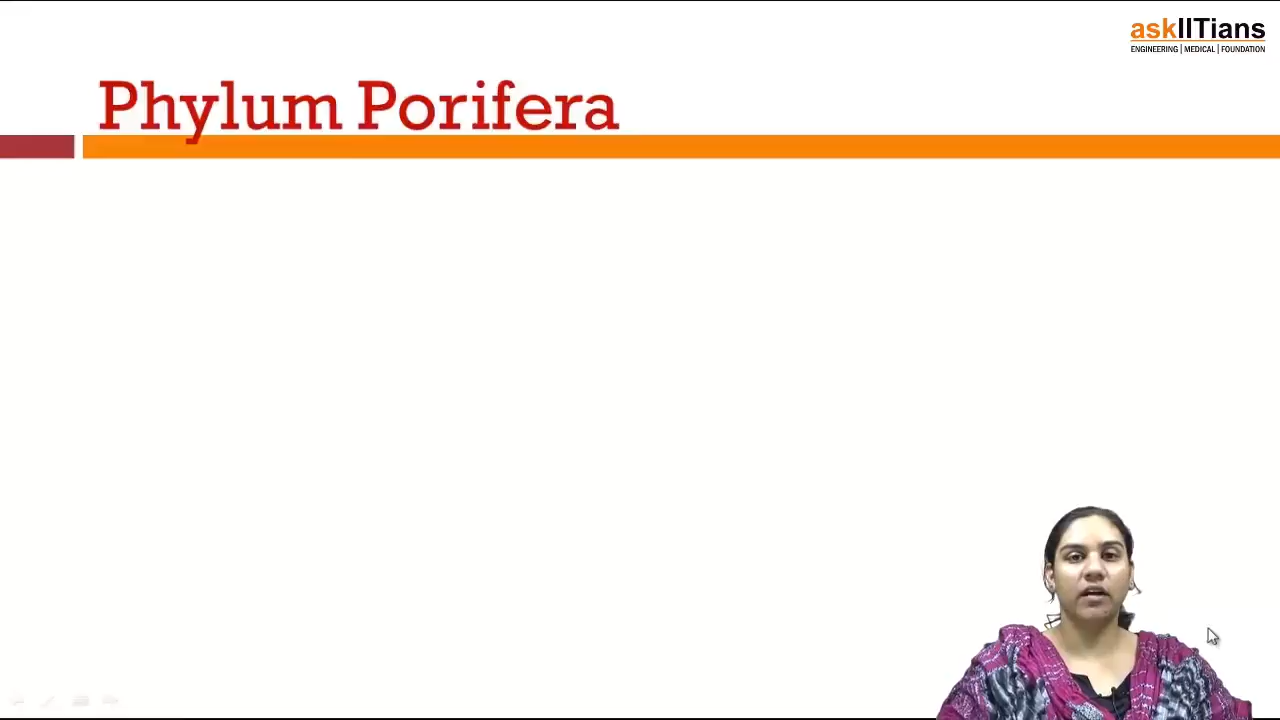 askIITians
ENGINEERING | MEDICAL | FOUNDATION
Phylum Porifera